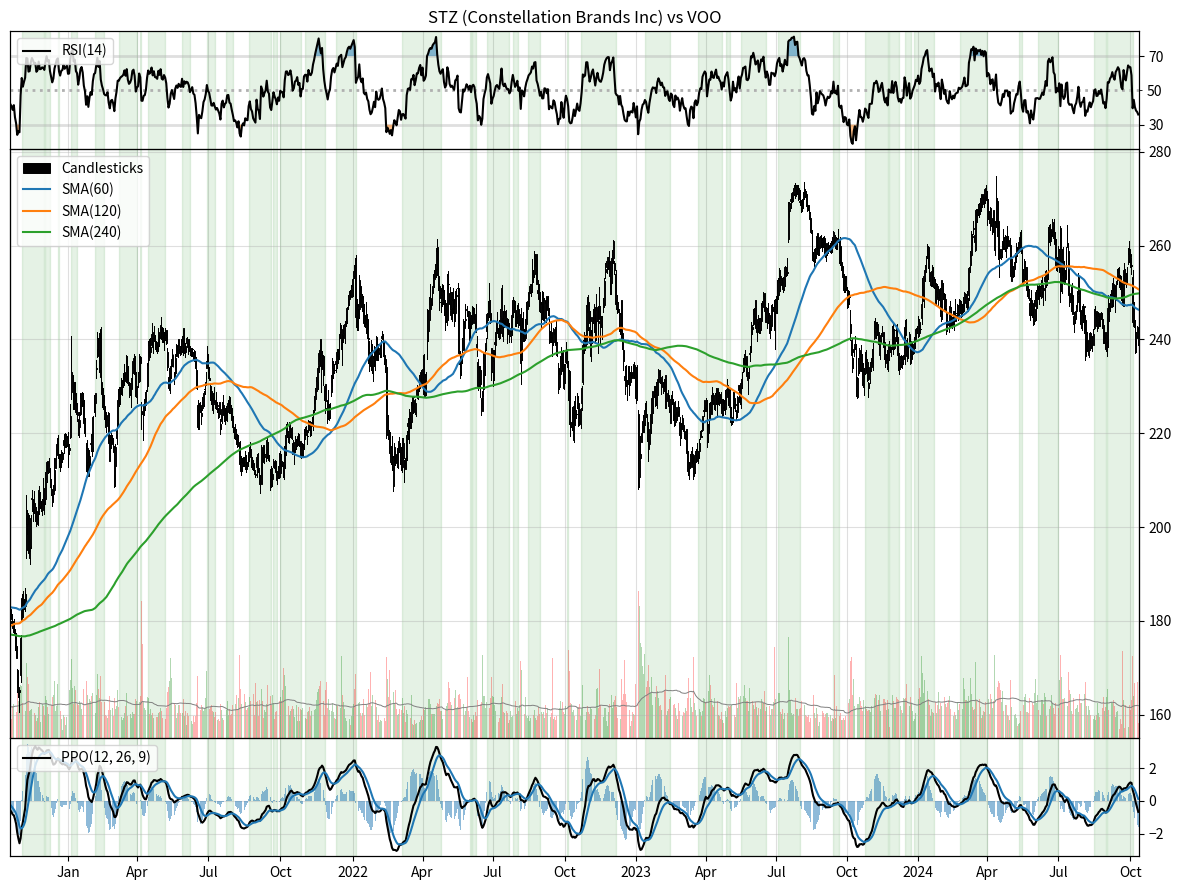 STZ (Constellation Brands Inc) vs VOO
RSI(14)
70
50
30
Candlesticks
SMA(60)
SMA(120)
SMA(240)
280
260
240
220
200
180
160
PPO(12, 26, 9)
2
0
−2
Jan Apr Jul Oct 2022 Apr Jul Oct 2023 Apr Jul Oct 2024 Apr Jul Oct